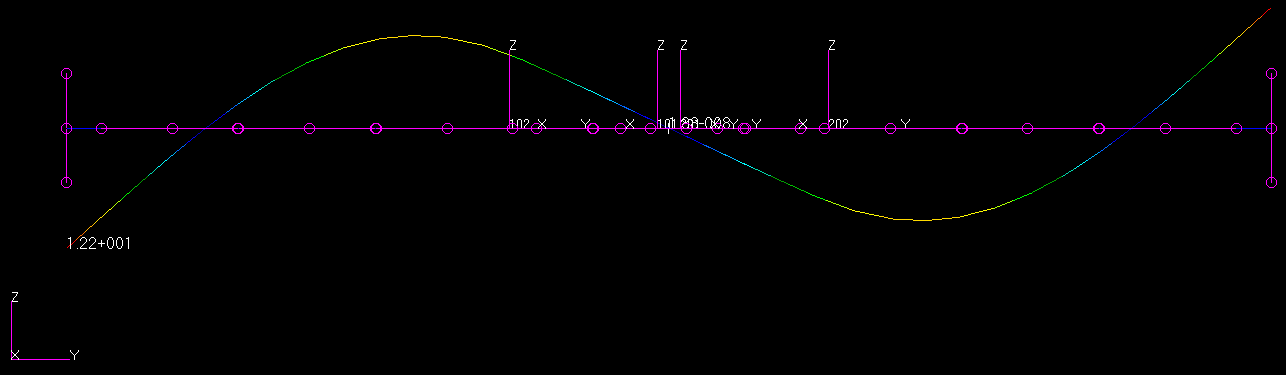 Z
Z Z
Z
102 X Y X Y Y X 202 Y
1.22+001
Z
X Y